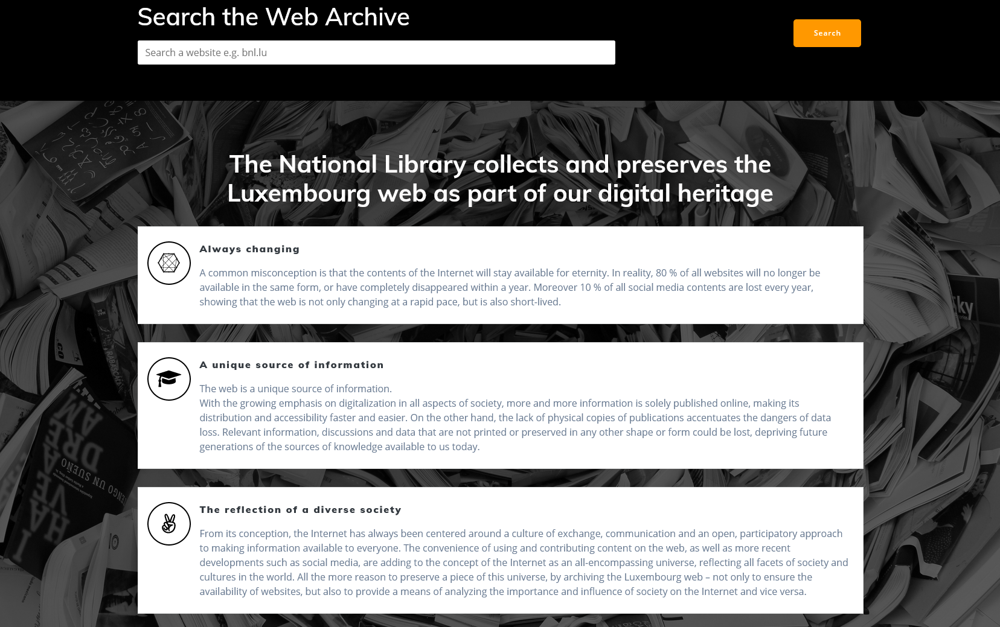 Search the Web Archive
Search a website e.g. bnl.lu
Search
The National Library collects and preserves the
Luxembourg web as part of our digital heritage
Always changing
A common misconception is that the contents of the Internet will stay available for eternity. In reality, 80 % of all websites will no longer be
available in the same form, or have completely disappeared within a year. Moreover 10 % of all social media contents are lost every year,
showing that the web is not only changing at a rapid pace, but is also short-lived.
A unique source of information
The web is a unique source of information.
With the growing emphasis on digitalization in all aspects of society, more and more information is solely published online, making its
distribution and accessibility faster and easier. On the other hand, the lack of physical copies of publications accentuates the dangers of data
loss. Relevant information, discussions and data that are not printed or preserved in any other shape or form could be lost, depriving future
generations of the sources of knowledge available to us today.
The reflection of a diverse society
From its conception, the Internet has always been centered around a culture of exchange, communication and an open, participatory approach
to making information available to everyone. The convenience of using and contributing content on the web, as well as more recent
developments such as social media, are adding to the concept of the Internet as an all-encompassing universe, reflecting all facets of society and
cultures in the world. All the more reason to preserve a piece of this universe, by archiving the Luxembourg web – not only to ensure the
availability of websites, but also to provide a means of analyzing the importance and influence of society on the Internet and vice versa.
I HAVE A DREAM
TENGO UN SUEÑO